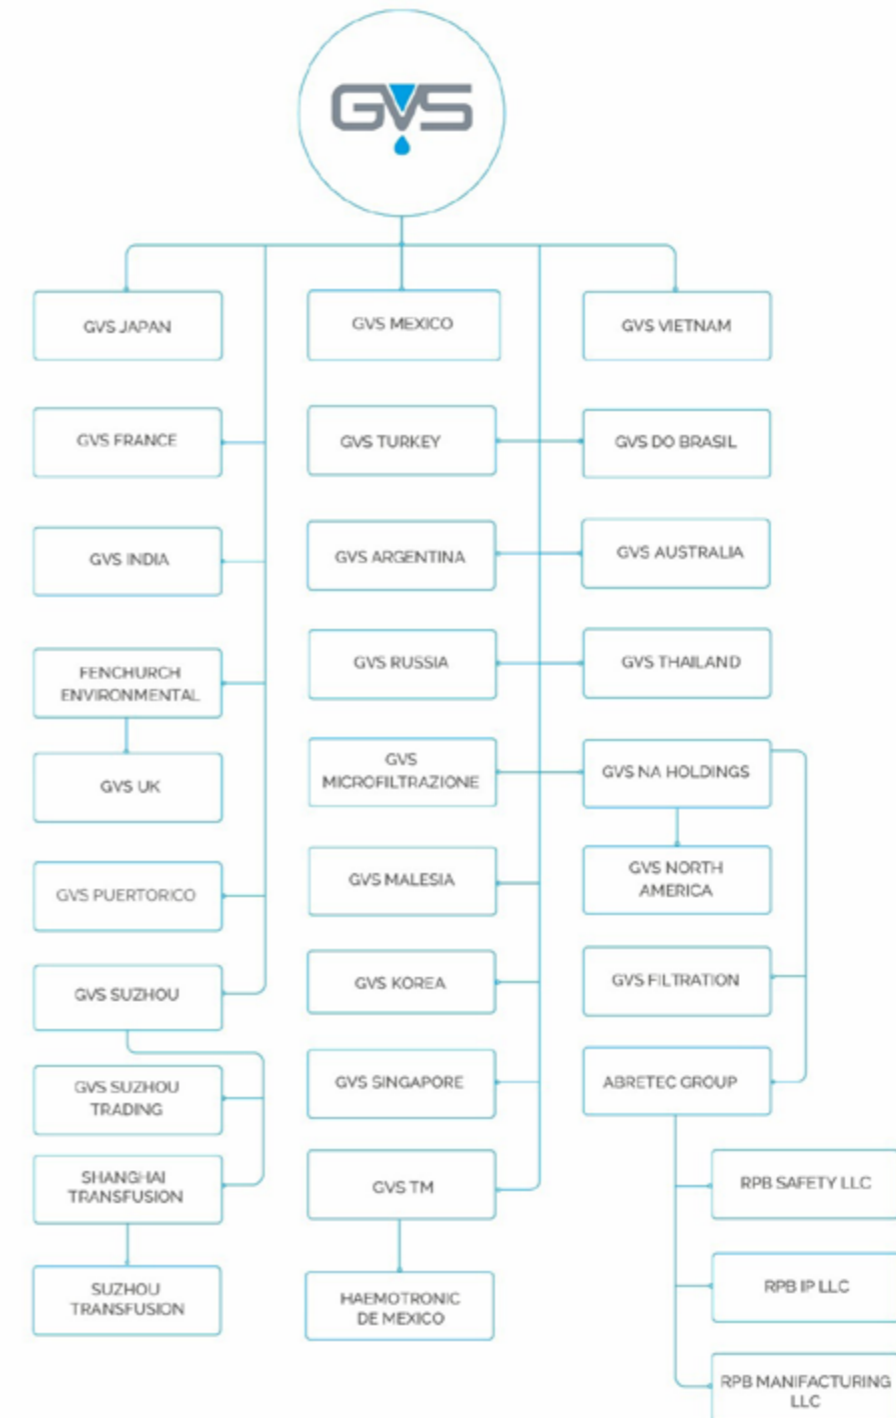 GVS
GVS JAPAN
GVS MEXICO
GVS VIETNAM
GVS FRANCE
GVS TURKEY
GVS DO BRASIL
GVS INDIA
GVS ARGENTINA
GVS AUSTRALIA
FENCHURCH
ENVIRONMENTAL
GVS RUSSIA
GVS THAILAND
GVS UK
GVS
MICROFILTRAZIONE
GVS NA HOLDINGS
GVS PUERTORICO
GVS MALESIA
GVS NORTH
AMERICA
GVS SUZHOU
GVS KOREA
GVS FILTRATION
GVS SUZHOU
TRADING
GVS SINGAPORE
ABRETEC GROUP
SHANGHAI
TRANSFUSION
GVS TM
RPB SAFETY LLC
SUZHOU
TRANSFUSION
HAEMOTRONIC
DE MEXICO
RPB IP LLC
RPB MANIFACTURING
LLC